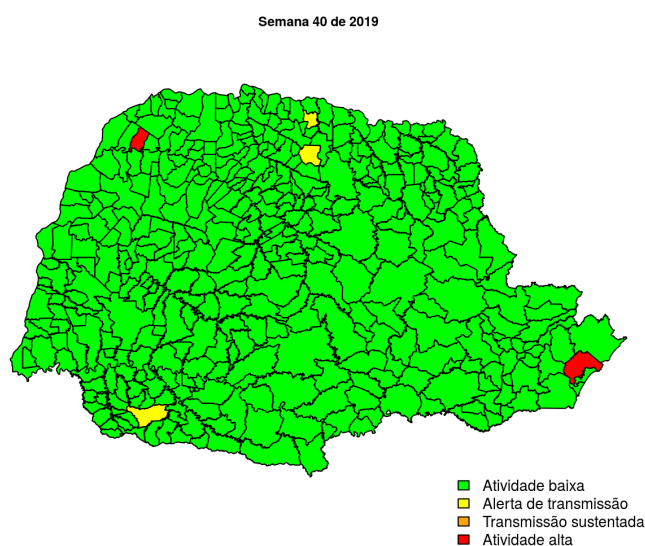 Semana 40 de 2019
Atividade baixa
Alerta de transmissão
Transmissão sustentada
Atividade alta